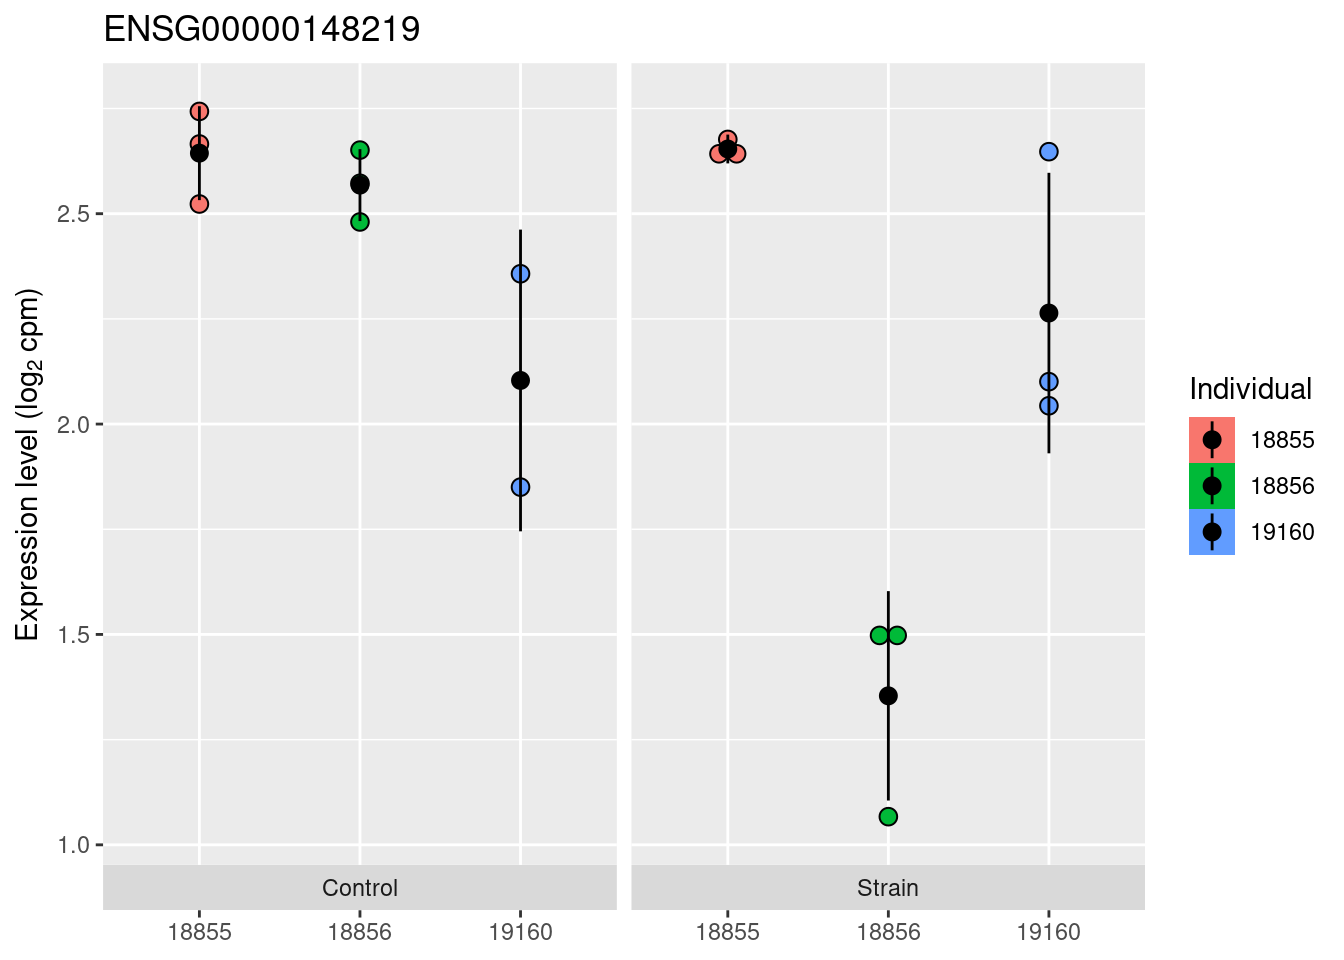 ENSG00000148219
Expression level (log₂ cpm)
2.5
2.0
1.5
1.0
Control
Strain
18855 18856 19160
18855 18856 19160
Individual
18855
18856
19160